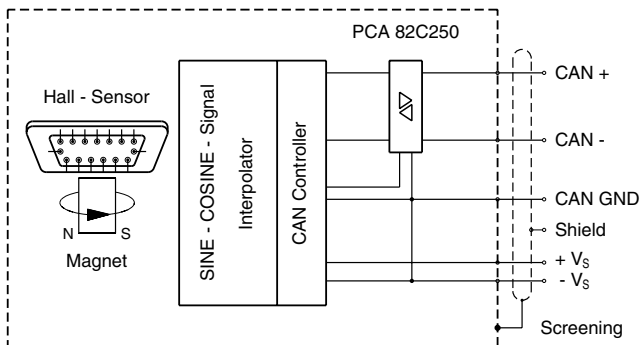 PCA 82C250
Hall - Sensor
N S
Magnet
SINE - COSINE - Signal
Interpolator
CAN Controller
CAN +
CAN -
CAN GND
Shield
+ VS
- VS
Screening